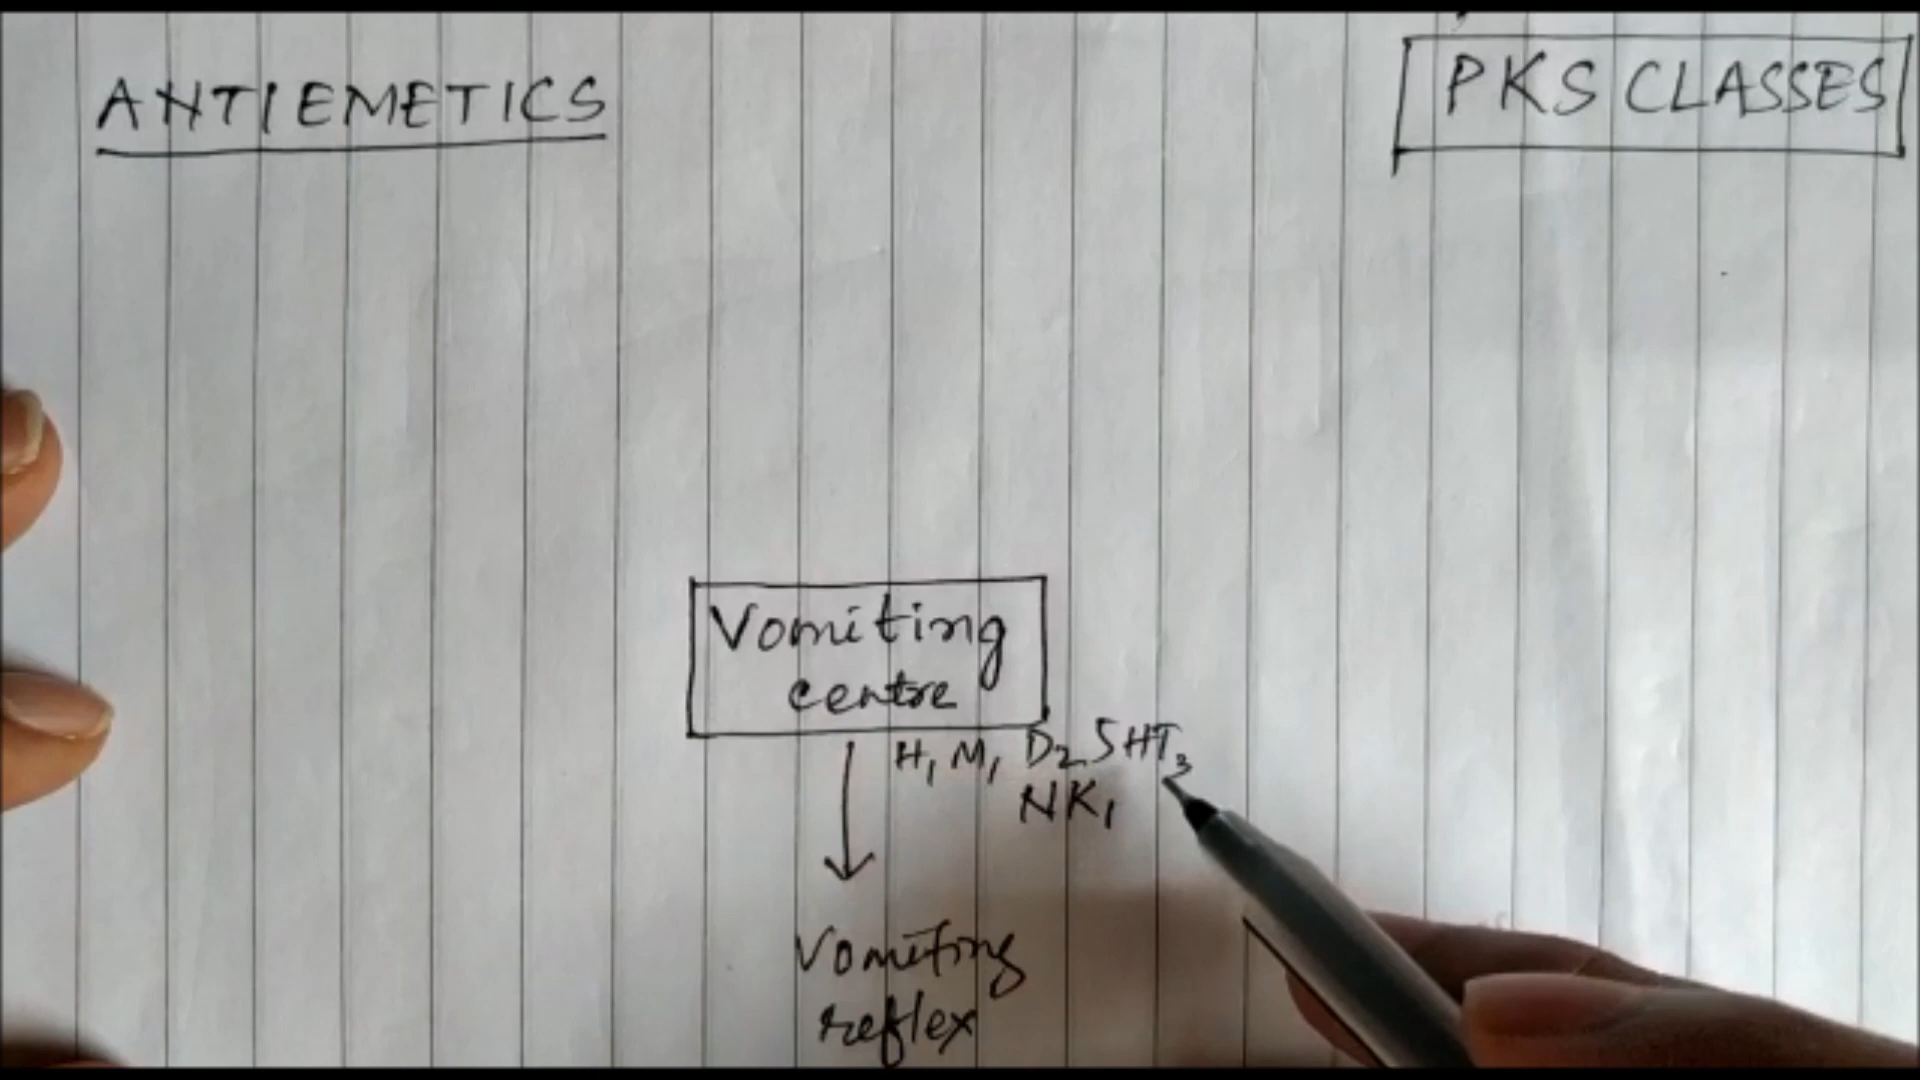 ANTIEMETICS
PKS CLASSES
Vomiting
centre
H₁ M₁ D₂ 5HT₃
NK₁
Vomiting
reflex